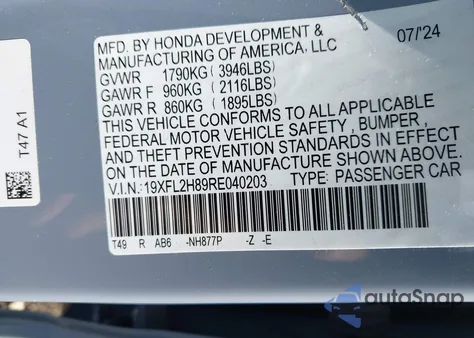 MFD. BY HONDA DEVELOPMENT & 07/'24
MANUFACTURING OF AMERICA, LLC
GVWR 1790KG (3946LBS)
GAWR F 960KG (2116LBS)
GAWR R 860KG (1895LBS)
THIS VEHICLE CONFORMS TO ALL APPLICABLE
FEDERAL MOTOR VEHICLE SAFETY, BUMPER,
AND THEFT PREVENTION STANDARDS IN EFFECT
ON THE DATE OF MANUFACTURE SHOWN ABOVE.
V.I.N.: 19XFL2H89RE040203 TYPE: PASSENGER CAR
T49 R AB6 -NH877P -Z -E
T47 A1
autoSnap